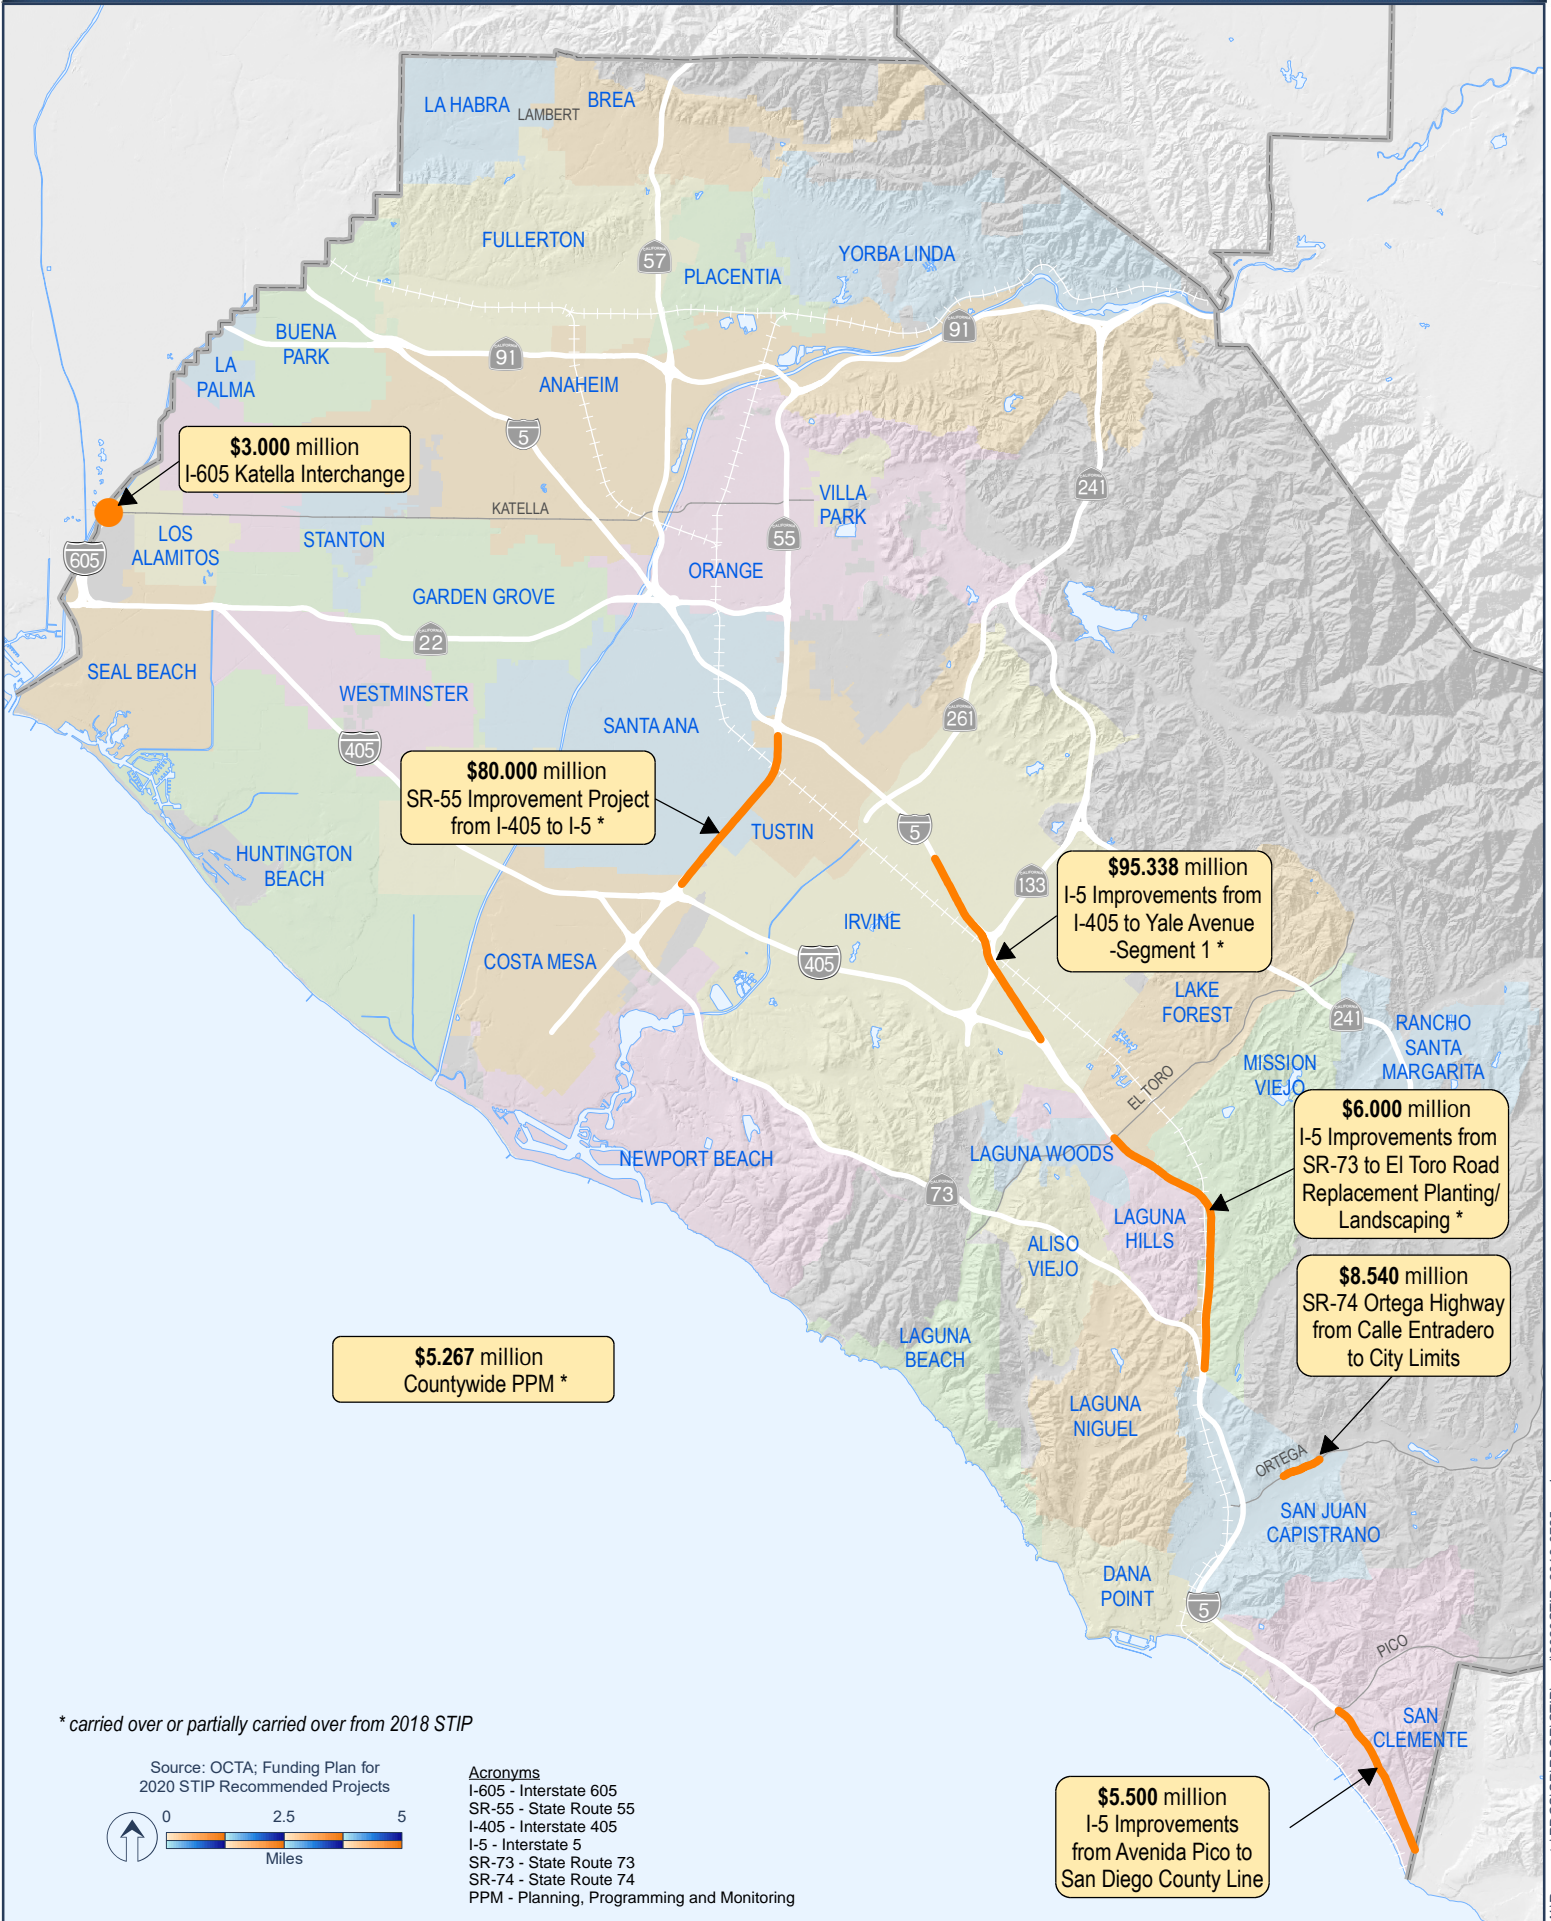 LA HABRA
LAMBERT
BREA
FULLERTON
CALIFORNIA
57
PLACENTIA
YORBA LINDA
BUENA
PARK
CALIFORNIA
91
CALIFORNIA
91
LA
PALMA
ANAHEIM
5
$3.000 million
I-605 Katella Interchange
KATELLA
VILLA
PARK
CALIFORNIA
241
LOS
ALAMITOS
STANTON
CALIFORNIA
55
605
ORANGE
GARDEN GROVE
CALIFORNIA
22
SEAL BEACH
WESTMINSTER
405
SANTA ANA
CALIFORNIA
261
$80.000 million
SR-55 Improvement Project
from I-405 to I-5 *
TUSTIN
5
HUNTINGTON
BEACH
CALIFORNIA
133
$95.338 million
I-5 Improvements from
I-405 to Yale Avenue
-Segment 1 *
IRVINE
COSTA MESA
405
LAKE
FOREST
CALIFORNIA
241
RANCHO
SANTA
MARGARITA
MISSION
VIEJO
EL TORO
$6.000 million
I-5 Improvements from
SR-73 to El Toro Road
Replacement Planting/
Landscaping *
LAGUNA WOODS
NEWPORT BEACH
CALIFORNIA
73
LAGUNA
HILLS
ALISO
VIEJO
$8.540 million
SR-74 Ortega Highway
from Calle Entradero
to City Limits
LAGUNA
BEACH
$5.267 million
Countywide PPM *
LAGUNA
NIGUEL
ORTEGA
SAN JUAN
CAPISTRANO
DANA
POINT
5
PICO
SAN
CLEMENTE
$5.500 million
I-5 Improvements
from Avenida Pico to
San Diego County Line
* carried over or partially carried over from 2018 STIP
Source: OCTA; Funding Plan for
2020 STIP Recommended Projects
0 2.5 5
Miles
Acronyms
I-605 - Interstate 605
SR-55 - State Route 55
I-405 - Interstate 405
I-5 - Interstate 5
SR-73 - State Route 73
SR-74 - State Route 74
PPM - Planning, Programming and Monitoring